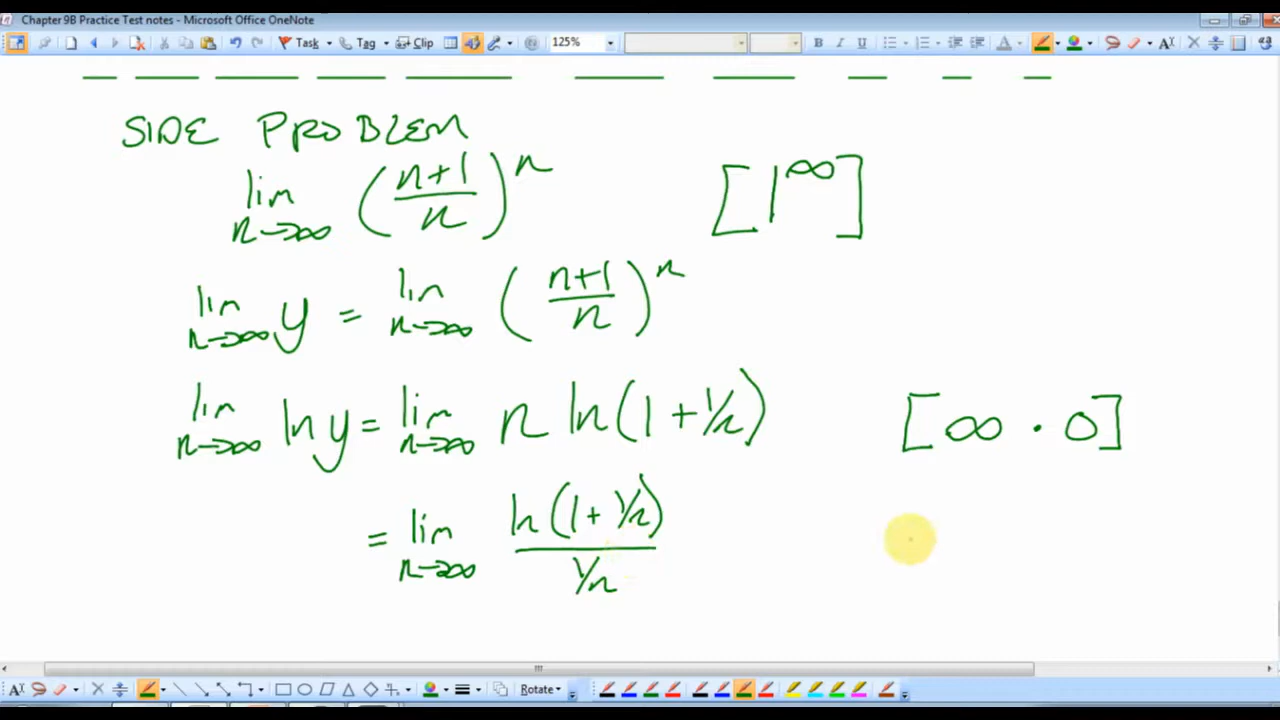 Chapter 9B Practice Test notes - Microsoft Office OneNote
Task Tag Clip 125% B I U A
SIDE PROBLEM
lim n→∞ ((n+1)/n)^n [1^∞]
lim n→∞ y = lim n→∞ ((n+1)/n)^n
lim n→∞ ln y = lim n→∞ n ln(1 + 1/n) [∞ · 0]
= lim n→∞ ln(1 + 1/n) / (1/n)
Rotate